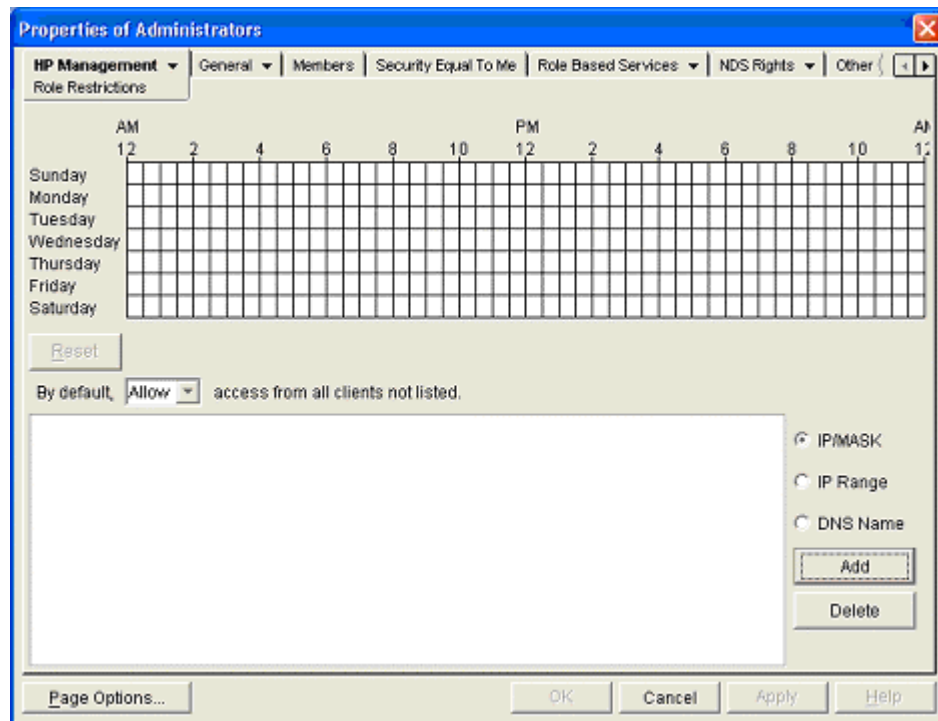 Properties of Administrators
HP Management General Members Security Equal To Me Role Based Services NDS Rights Other
Role Restrictions
AM PM AM
12 2 4 6 8 10 12 2 4 6 8 10 12
Sunday
Monday
Tuesday
Wednesday
Thursday
Friday
Saturday
Reset
By default, Allow access from all clients not listed.
IP/MASK
IP Range
DNS Name
Add
Delete
Page Options... OK Cancel Apply Help